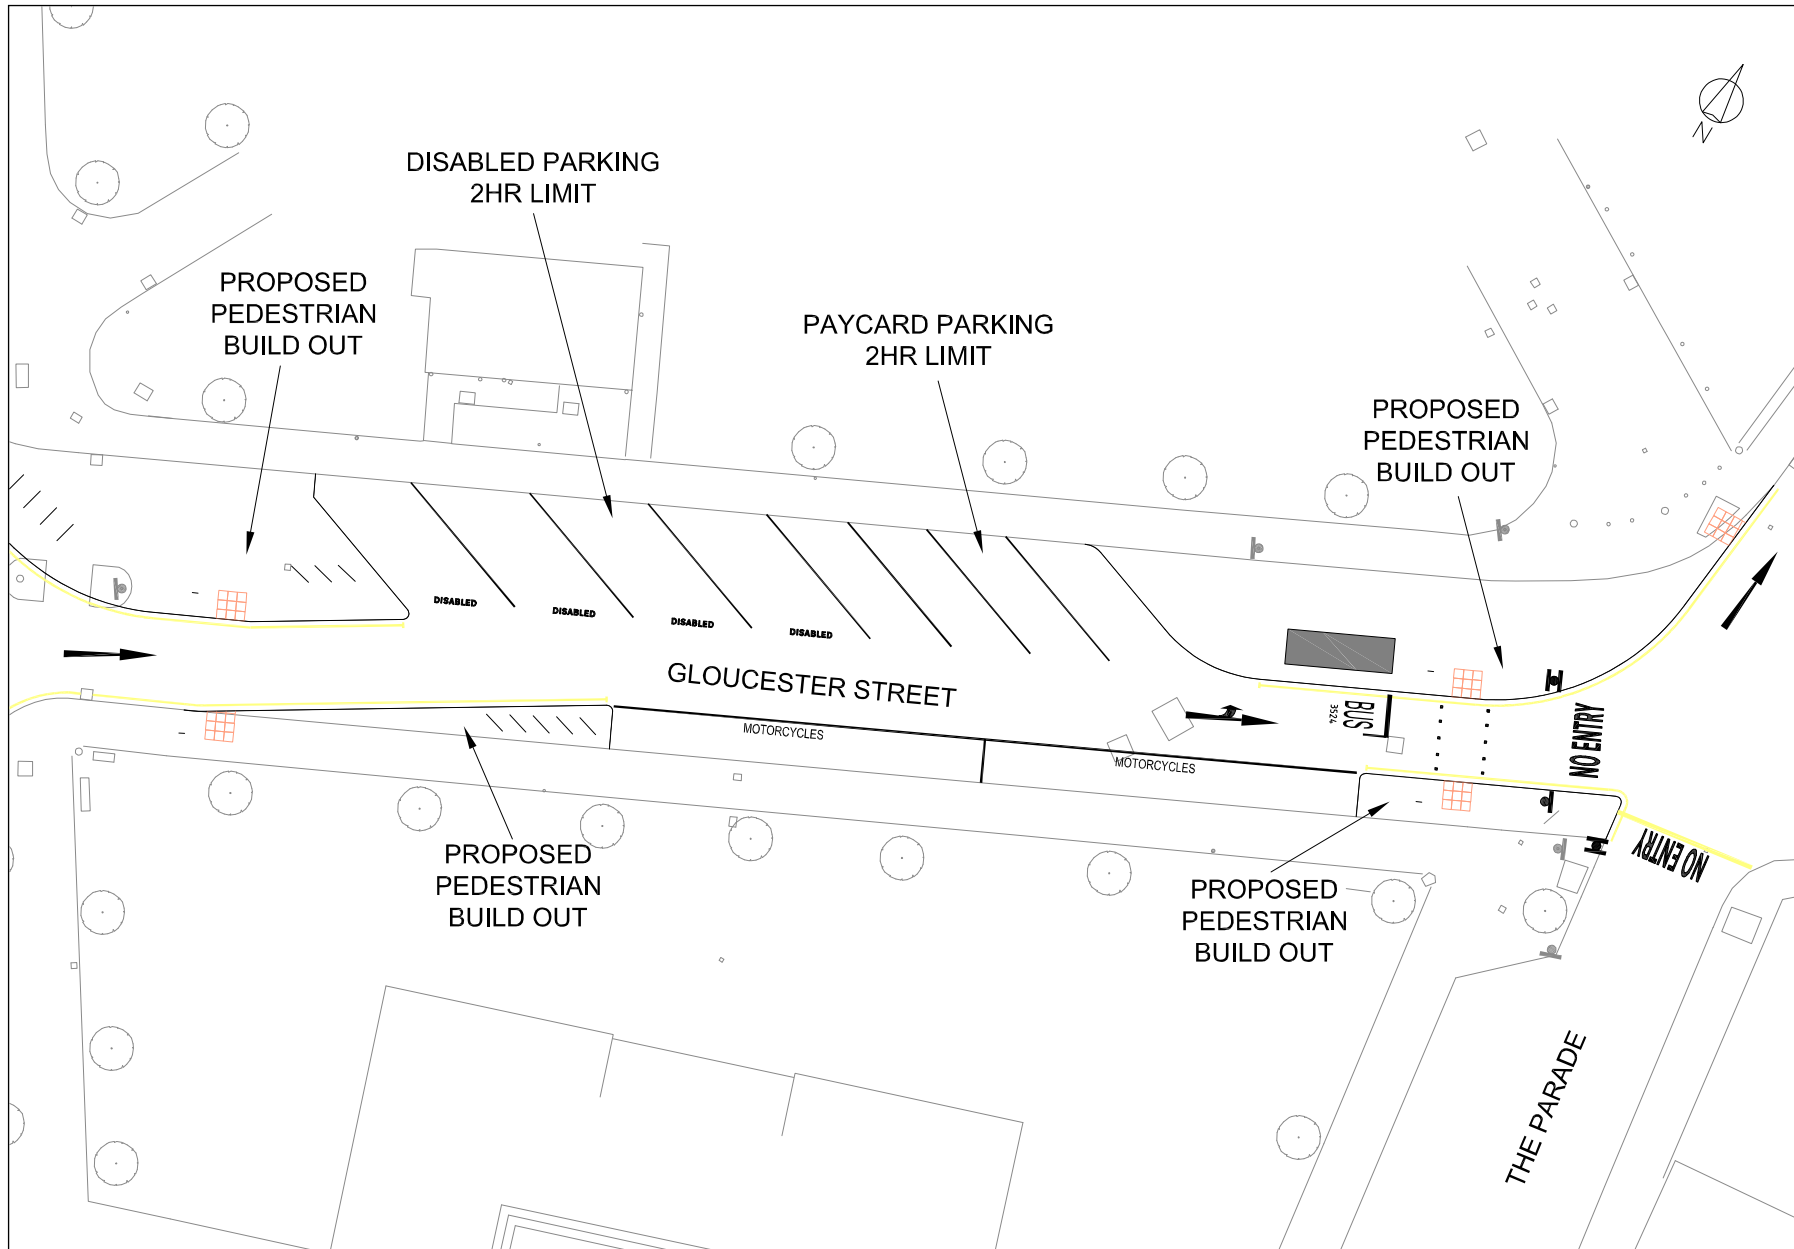 N
DISABLED PARKING
2HR LIMIT
PROPOSED
PEDESTRIAN
BUILD OUT
PAYCARD PARKING
2HR LIMIT
PROPOSED
PEDESTRIAN
BUILD OUT
DISABLED
DISABLED
DISABLED
DISABLED
GLOUCESTER STREET
MOTORCYCLES
MOTORCYCLES
BUS
3524
NO ENTRY
NO ENTRY
PROPOSED
PEDESTRIAN
BUILD OUT
PROPOSED
PEDESTRIAN
BUILD OUT
THE PARADE